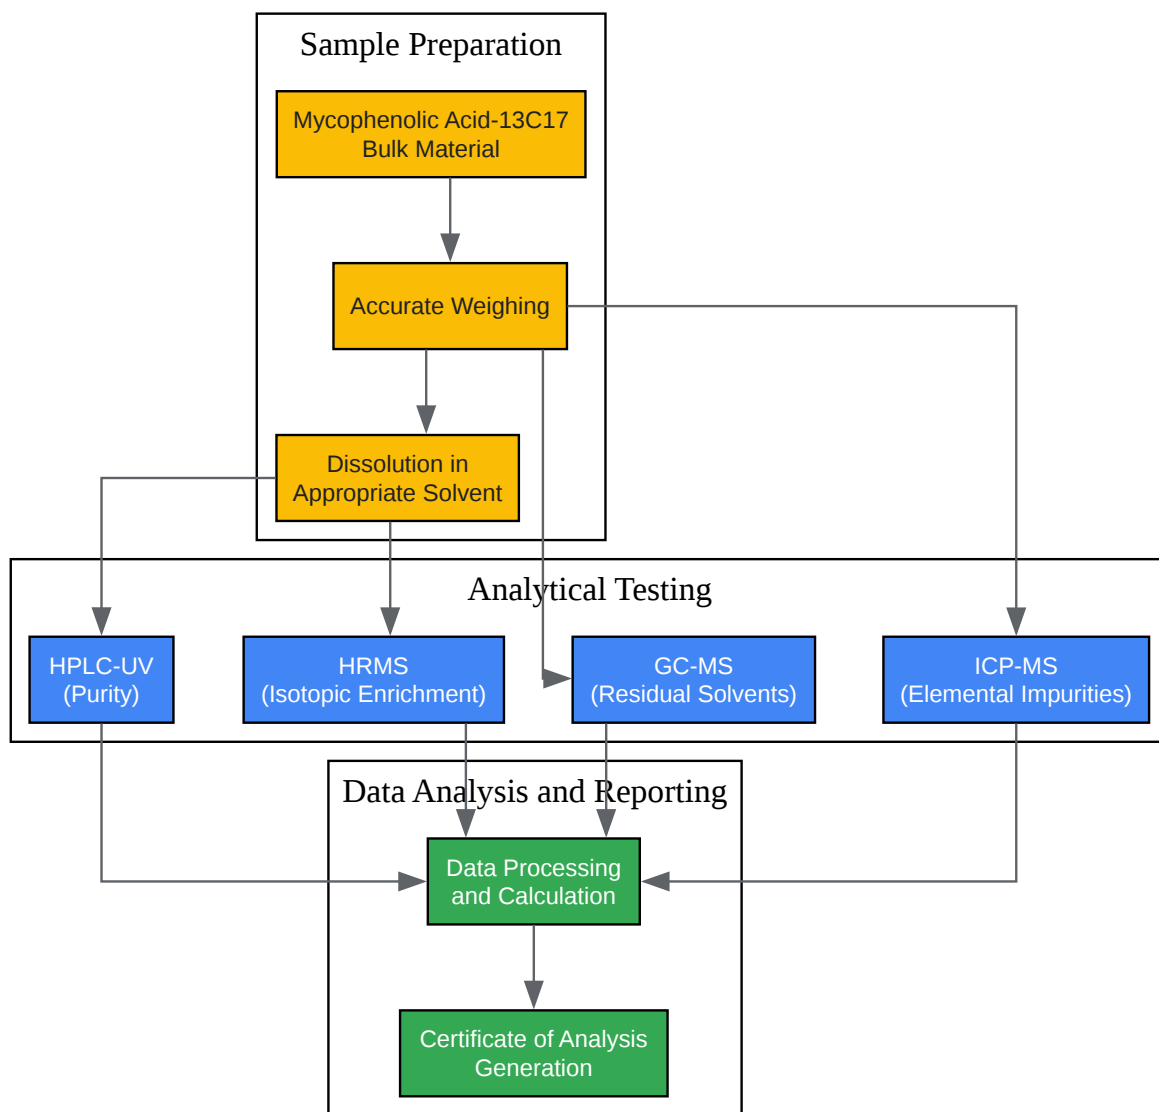 Sample Preparation
Mycophenolic Acid-13C17
Bulk Material
Accurate Weighing
Dissolution in
Appropriate Solvent
Analytical Testing
HPLC-UV
(Purity)
HRMS
(Isotopic Enrichment)
GC-MS
(Residual Solvents)
ICP-MS
(Elemental Impurities)
Data Analysis and Reporting
Data Processing
and Calculation
Certificate of Analysis
Generation